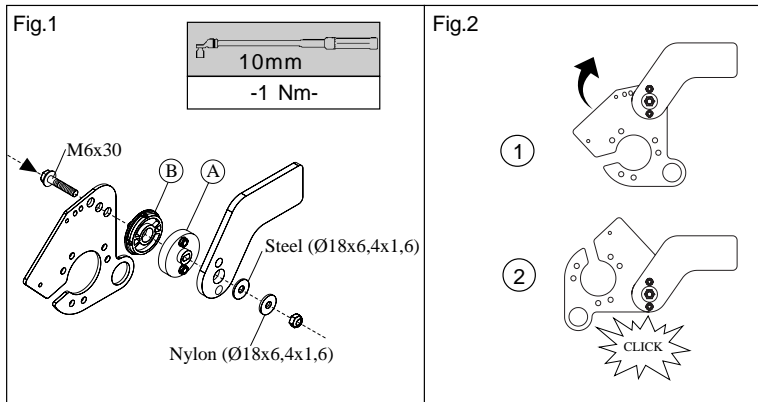 Fig.1
10mm
-1 Nm-
M6x30
B
A
Steel (Ø18x6,4x1,6)
Nylon (Ø18x6,4x1,6)
Fig.2
1
2
CLICK